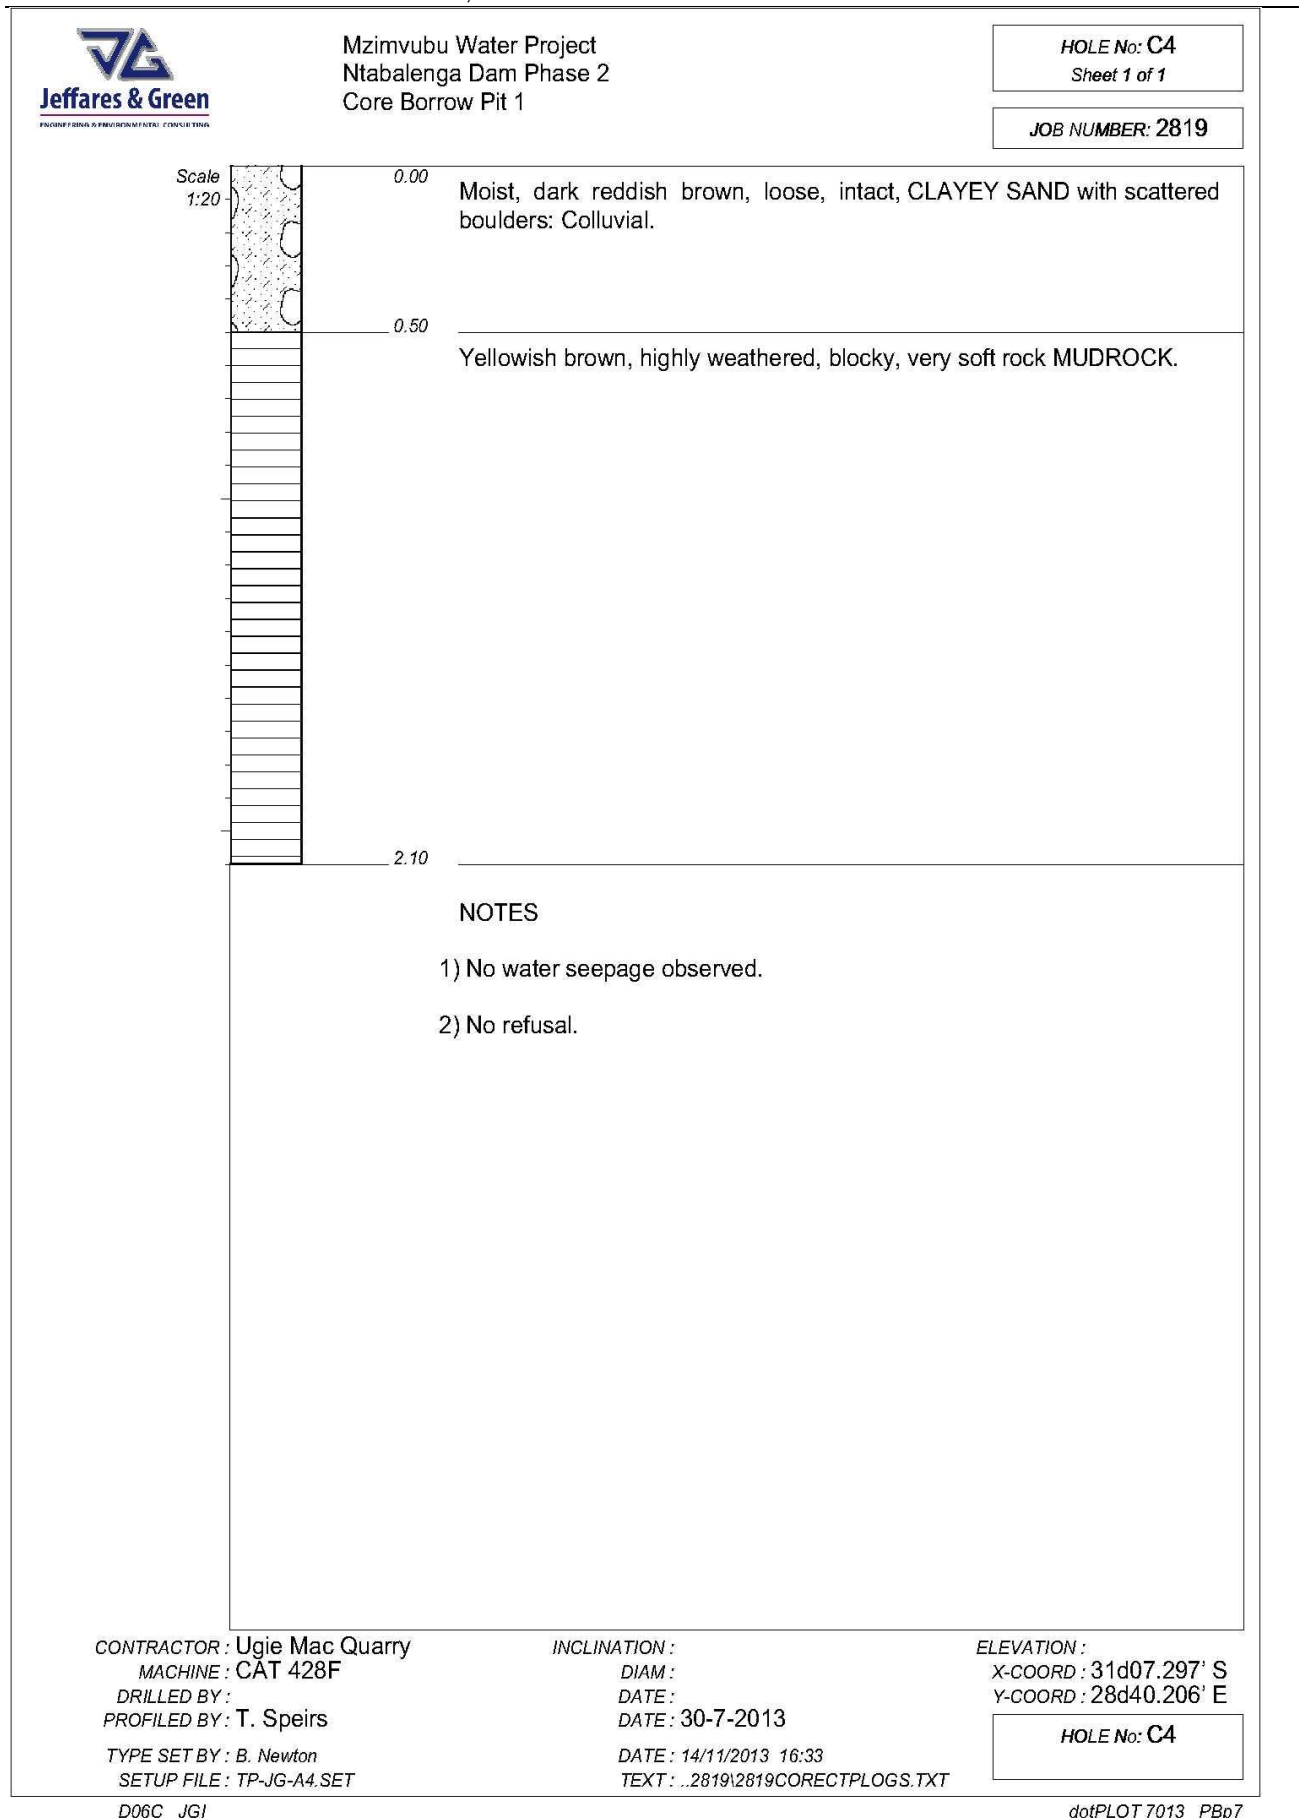 Jeffares & Green
ENGINEERING & ENVIRONMENTAL CONSULTING
Mzimvubu Water Project
Ntabalenga Dam Phase 2
Core Borrow Pit 1
HOLE No: C4
Sheet 1 of 1
JOB NUMBER: 2819
Scale
1:20
0.00
Moist, dark reddish brown, loose, intact, CLAYEY SAND with scattered
boulders: Colluvial.
0.50
Yellowish brown, highly weathered, blocky, very soft rock MUDROCK.
2.10
NOTES
1) No water seepage observed.
2) No refusal.
CONTRACTOR : Ugie Mac Quarry
MACHINE : CAT 428F
DRILLED BY :
PROFILED BY : T. Speirs
TYPE SET BY : B. Newton
SETUP FILE : TP-JG-A4.SET
INCLINATION :
DIAM :
DATE :
DATE : 30-7-2013
DATE : 14/11/2013 16:33
TEXT : ..2819\2819CORECTPLOGS.TXT
ELEVATION :
X-COORD : 31d07.297' S
Y-COORD : 28d40.206' E
HOLE No: C4
D06C JGI
dotPLOT 7013 PBp7